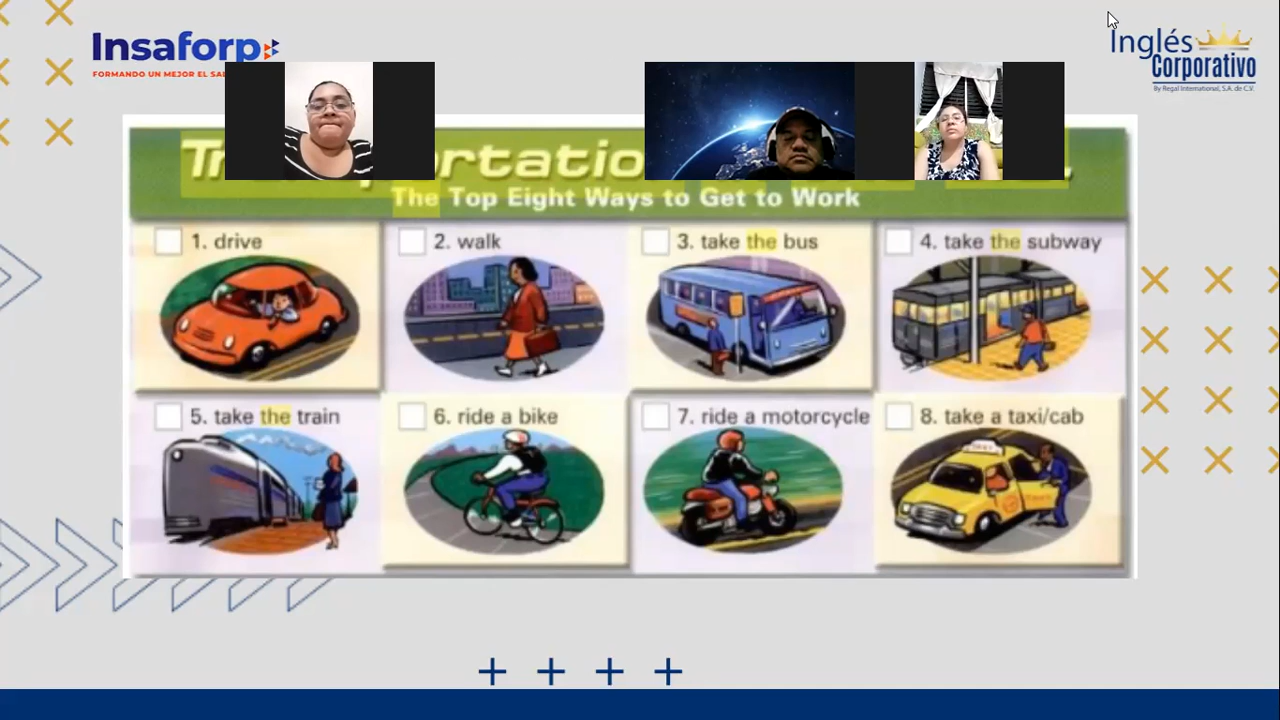 Insaforp
FORMANDO UN MEJOR EL
Inglés
Corporativo
By Regal International, S.A. de C.V.
The Top Eight Ways to Get to Work
1. drive
2. walk
3. take the bus
4. take the subway
5. take the train
6. ride a bike
7. ride a motorcycle
8. take a taxi/cab